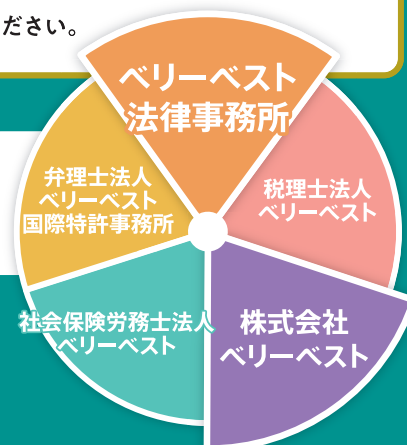 ださい。
ベリーベスト
法律事務所
弁理士法人
ベリーベスト
国際特許事務所
税理士法人
ベリーベスト
社会保険労務士法人
ベリーベスト
株式会社
ベリーベスト